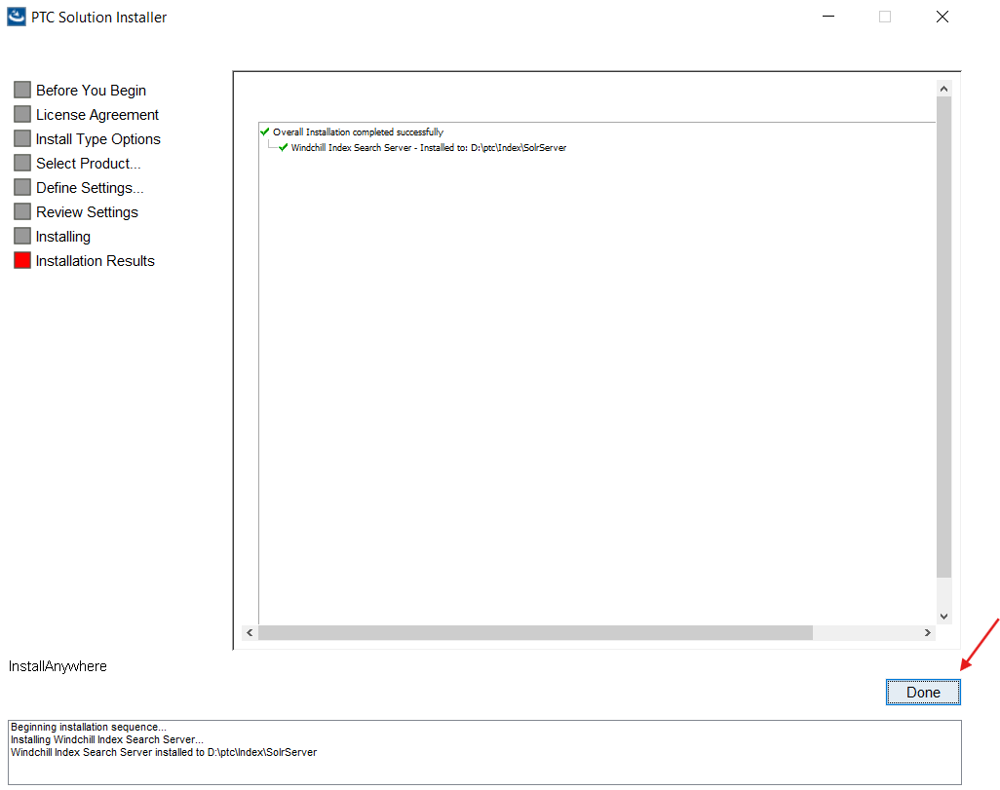 PTC Solution Installer
Before You Begin
License Agreement
Install Type Options
Select Product...
Define Settings...
Review Settings
Installing
Installation Results
Overall Installation completed successfully
Windchill Index Search Server - Installed to: D:\ptc\Index\SolrServer
InstallAnywhere
Done
Beginning installation sequence...
Installing Windchill Index Search Server...
Windchill Index Search Server installed to D:\ptc\Index\SolrServer